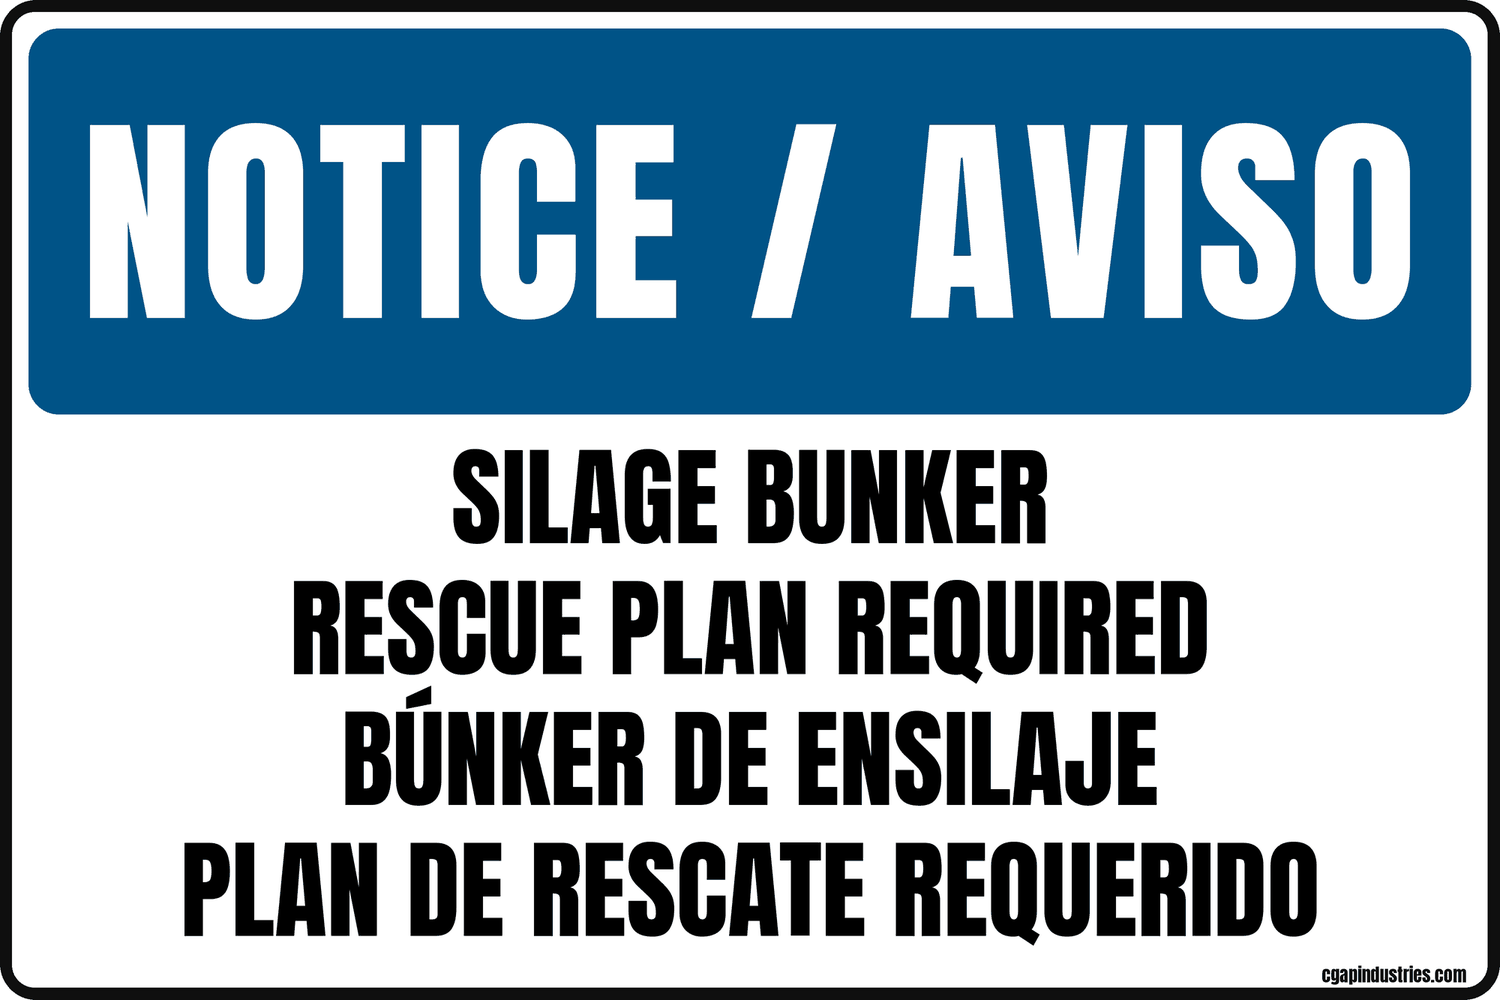 NOTICE / AVISO
SILAGE BUNKER
RESCUE PLAN REQUIRED
BÚNKER DE ENSILAJE
PLAN DE RESCATE REQUERIDO
cgapindustries.com